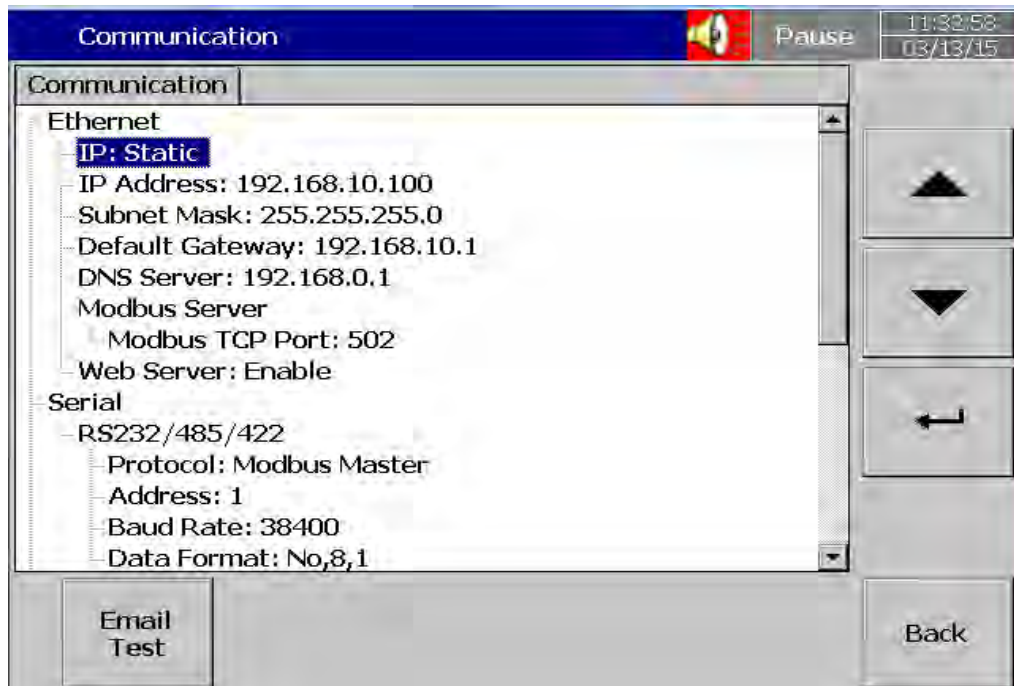 Communication
Pause
11:32:58
03/13/15
Communication
Ethernet
IP: Static
IP Address: 192.168.10.100
Subnet Mask: 255.255.255.0
Default Gateway: 192.168.10.1
DNS Server: 192.168.0.1
Modbus Server
Modbus TCP Port: 502
Web Server: Enable
Serial
RS232/485/422
Protocol: Modbus Master
Address: 1
Baud Rate: 38400
Data Format: No,8,1
Email
Test
Back